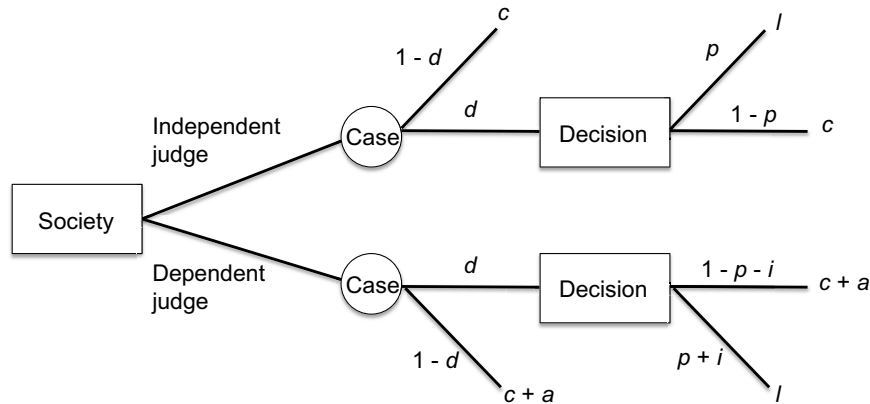 c
l
1 - d
p
Independent
judge
Case
d
Decision
1 - p
c
Society
Dependent
judge
Case
d
Decision
1 - p - i
c + a
1 - d
p + i
c + a
l